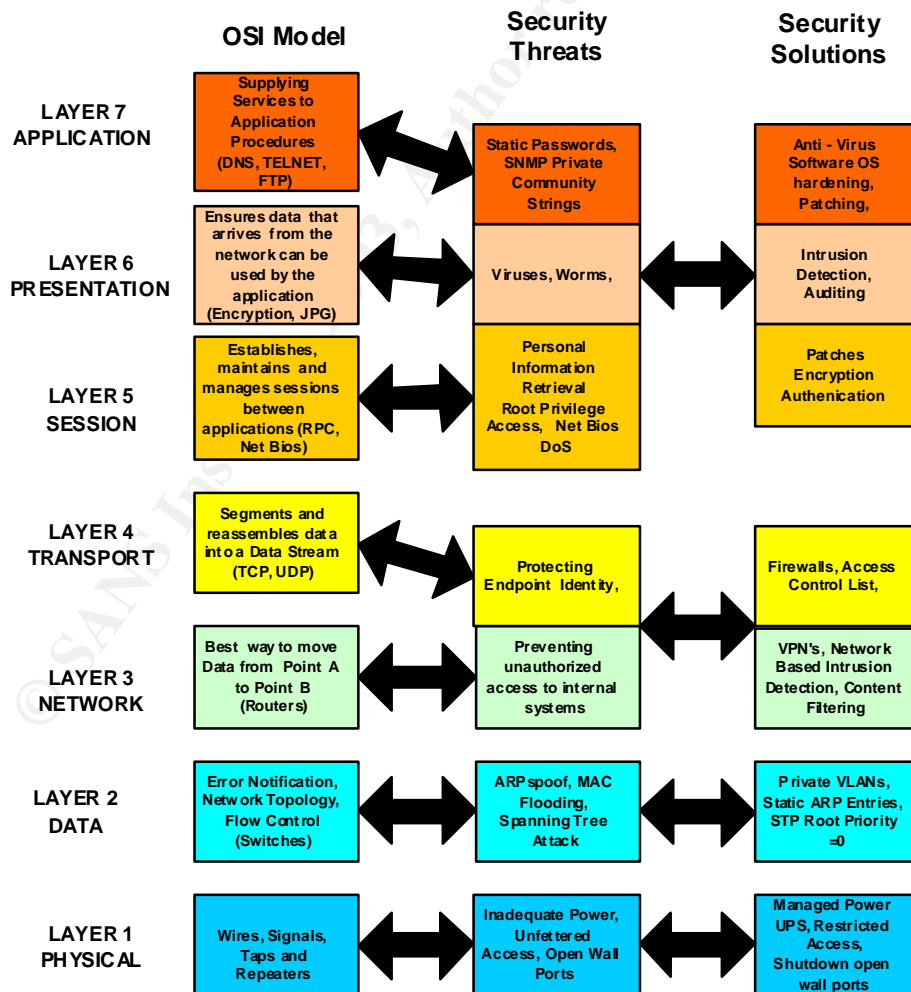 OSI Model
Security
Threats
Security
Solutions
LAYER 7
APPLICATION
Supplying
Services to
Application
Procedures
(DNS, TELNET,
FTP)
Static Passwords,
SNMP Private
Community
Strings
Anti - Virus
Software OS
hardening,
Patching,
LAYER 6
PRESENTATION
Ensures data that
arrives from the
network can be
used by the
application
(Encryption, JPG)
Viruses, Worms,
Intrusion
Detection,
Auditing
LAYER 5
SESSION
Establishes,
maintains and
manages sessions
between
applications (RPC,
Net Bios)
Personal
Information
Retrieval
Root Privilege
Access, Net Bios
DoS
Patches
Encryption
Authenication
LAYER 4
TRANSPORT
Segments and
reassembles data
into a Data Stream
(TCP, UDP)
Protecting
Endpoint Identity,
Firewalls, Access
Control List,
LAYER 3
NETWORK
Best way to move
Data from Point A
to Point B
(Routers)
Preventing
unauthorized
access to internal
systems
VPN's, Network
Based Intrusion
Detection, Content
Filtering
LAYER 2
DATA
Error Notification,
Network Topology,
Flow Control
(Switches)
ARPspoof, MAC
Flooding,
Spanning Tree
Attack
Private VLANs,
Static ARP Entries,
STP Root Priority
=0
LAYER 1
PHYSICAL
Wires, Signals,
Taps and
Repeaters
Inadequate Power,
Unfettered
Access, Open Wall
Ports
Managed Power
UPS, Restricted
Access,
Shutdown open
wall ports
© SANS Ins